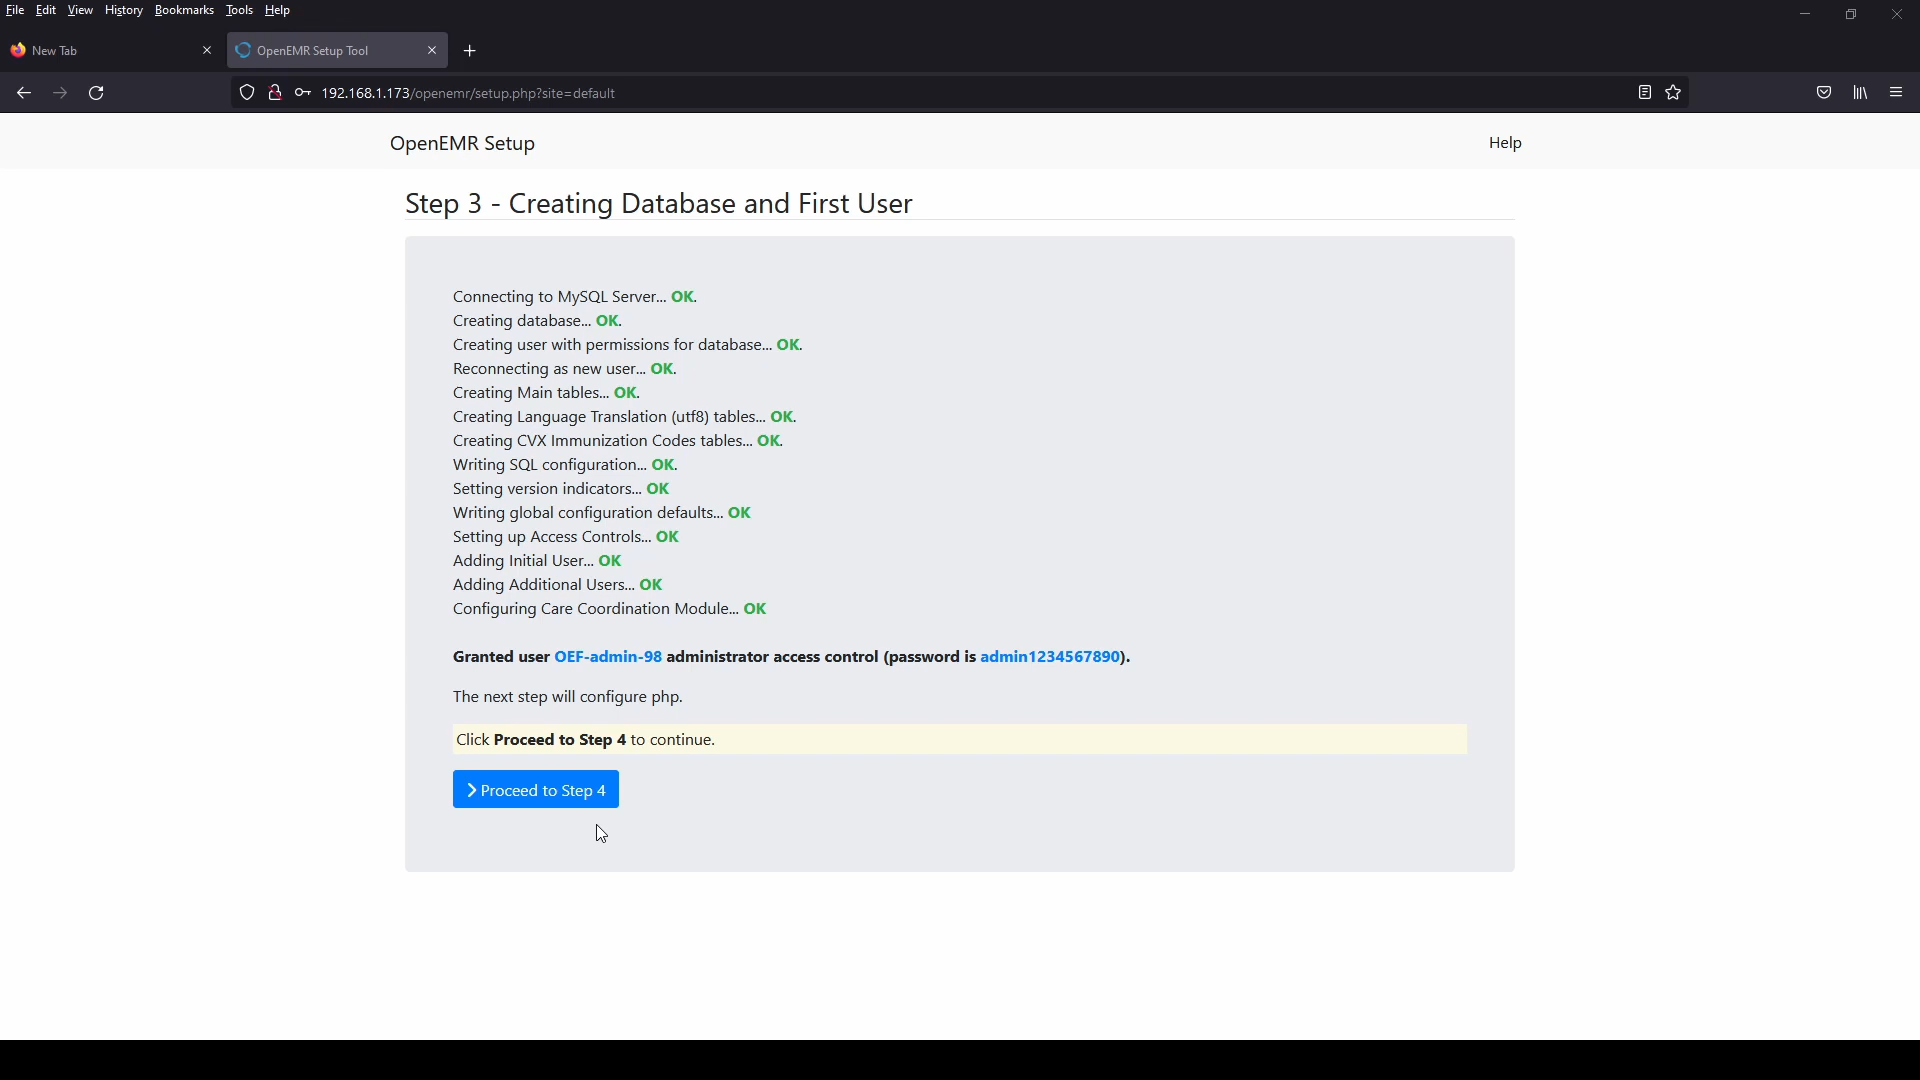 File Edit View History Bookmarks Tools Help
New Tab
OpenEMR Setup Tool
192.168.1.173/openemr/setup.php?site=default
OpenEMR Setup
Help
Step 3 - Creating Database and First User
Connecting to MySQL Server... OK.
Creating database... OK.
Creating user with permissions for database... OK.
Reconnecting as new user... OK.
Creating Main tables... OK.
Creating Language Translation (utf8) tables... OK.
Creating CVX Immunization Codes tables... OK.
Writing SQL configuration... OK.
Setting version indicators... OK
Writing global configuration defaults... OK
Setting up Access Controls... OK
Adding Initial User... OK
Adding Additional Users... OK
Configuring Care Coordination Module... OK
Granted user OEF-admin-98 administrator access control (password is admin1234567890).
The next step will configure php.
Click Proceed to Step 4 to continue.
Proceed to Step 4